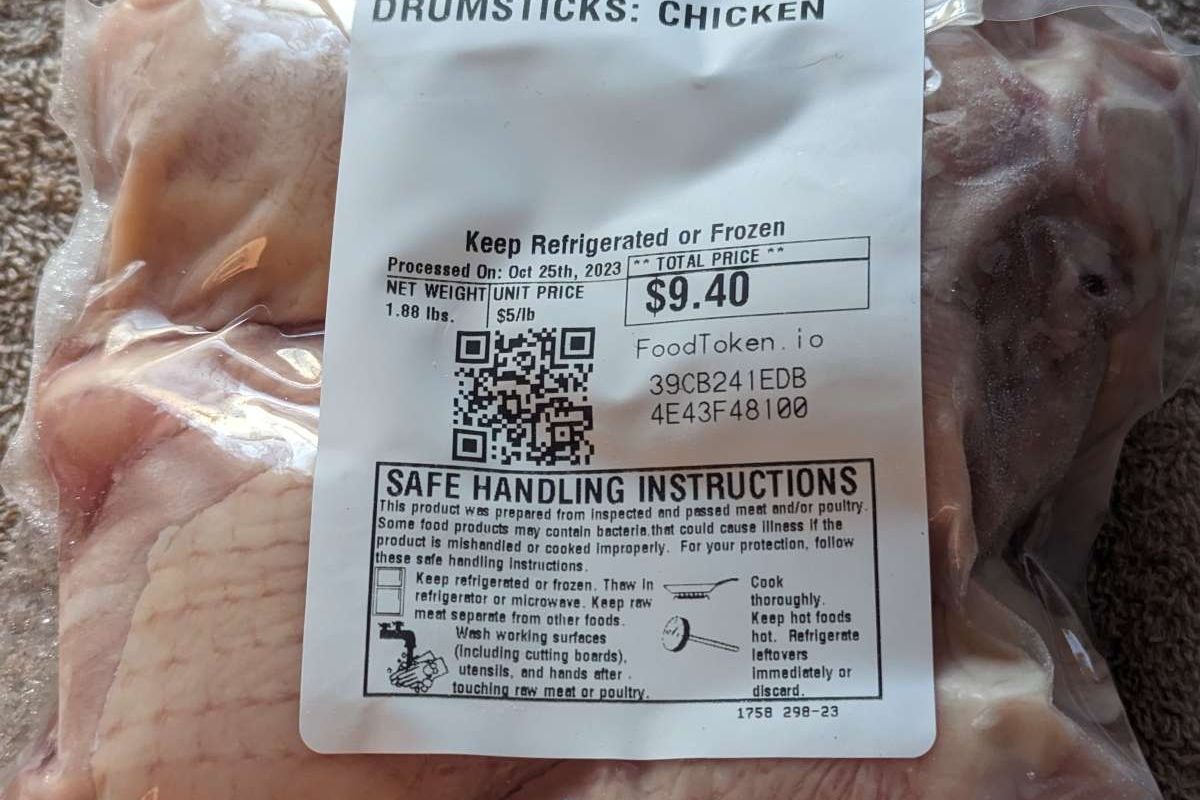 DRUMSTICKS: CHICKEN
Keep Refrigerated or Frozen
Processed On: Oct 25th, 2023
** TOTAL PRICE **
NET WEIGHT UNIT PRICE
$9.40
1.88 lbs. $5/lb
FoodToken.io
39CB241EDB
4E43F48100
SAFE HANDLING INSTRUCTIONS
This product was prepared from inspected and passed meat and/or poultry.
Some food products may contain bacteria that could cause illness if the
product is mishandled or cooked improperly. For your protection, follow
these safe handling instructions.
Keep refrigerated or frozen. Thaw in
refrigerator or microwave. Keep raw
meat separate from other foods.
Wash working surfaces
(including cutting boards),
utensils, and hands after
touching raw meat or poultry.
Cook
thoroughly.
Keep hot foods
hot. Refrigerate
leftovers
immediately or
discard.
1758 298-23